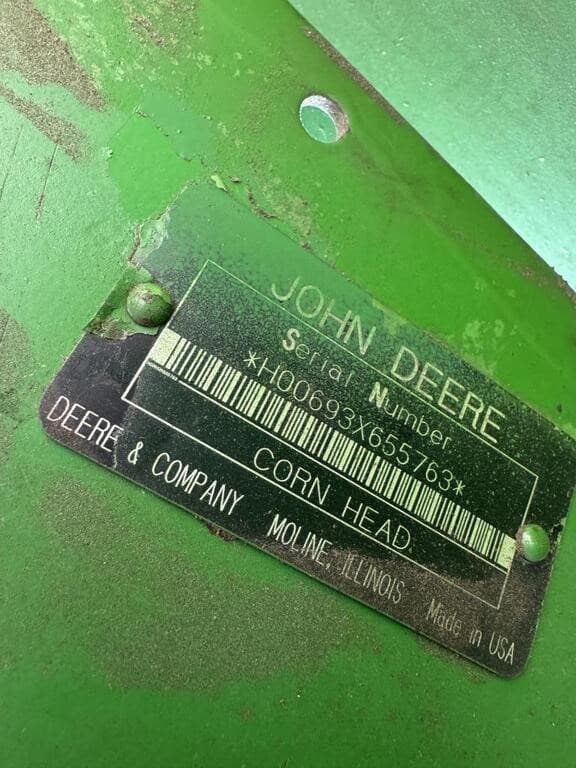 JOHN DEERE
Serial Number
*H00693X655763*
CORN HEAD
DEERE & COMPANY MOLINE, ILLINOIS Made in USA